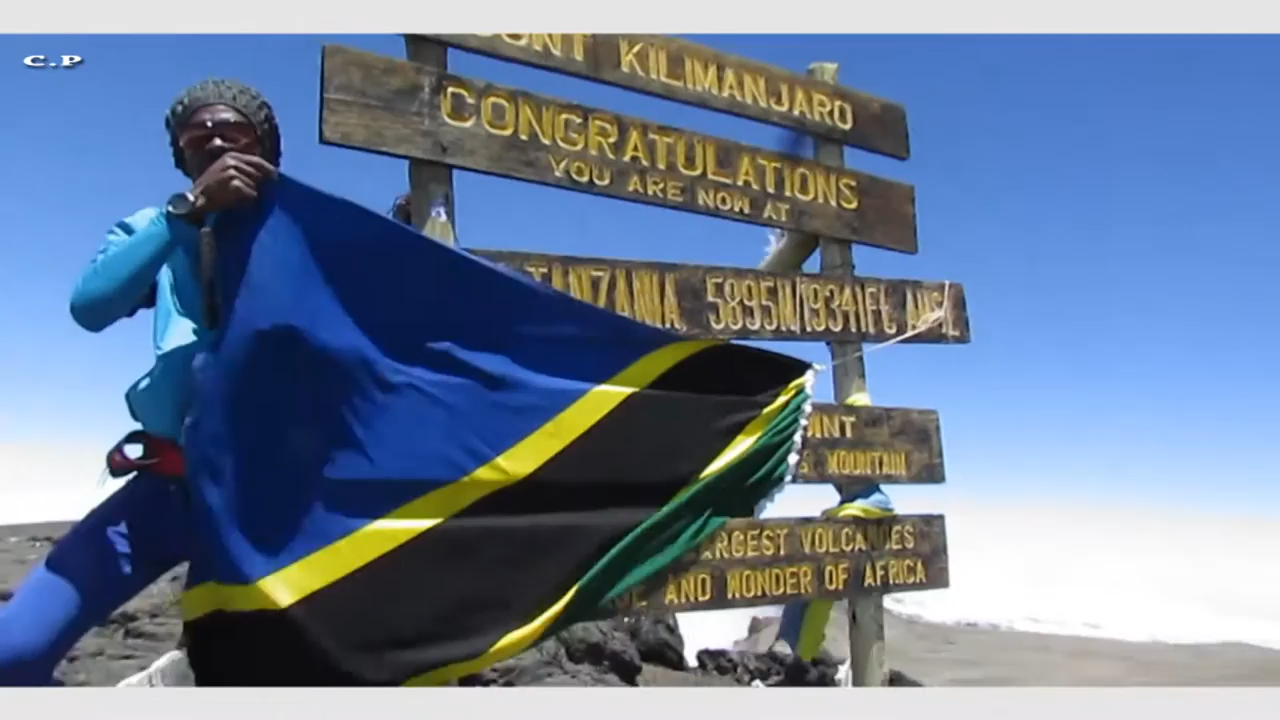 C.P
KILIMANJARO
CONGRATULATIONS
YOU ARE NOW AT
TANZANIA 5895M/19341Ft AMSL
MOUNTAIN
VOLCANOES
AND WONDER OF AFRICA